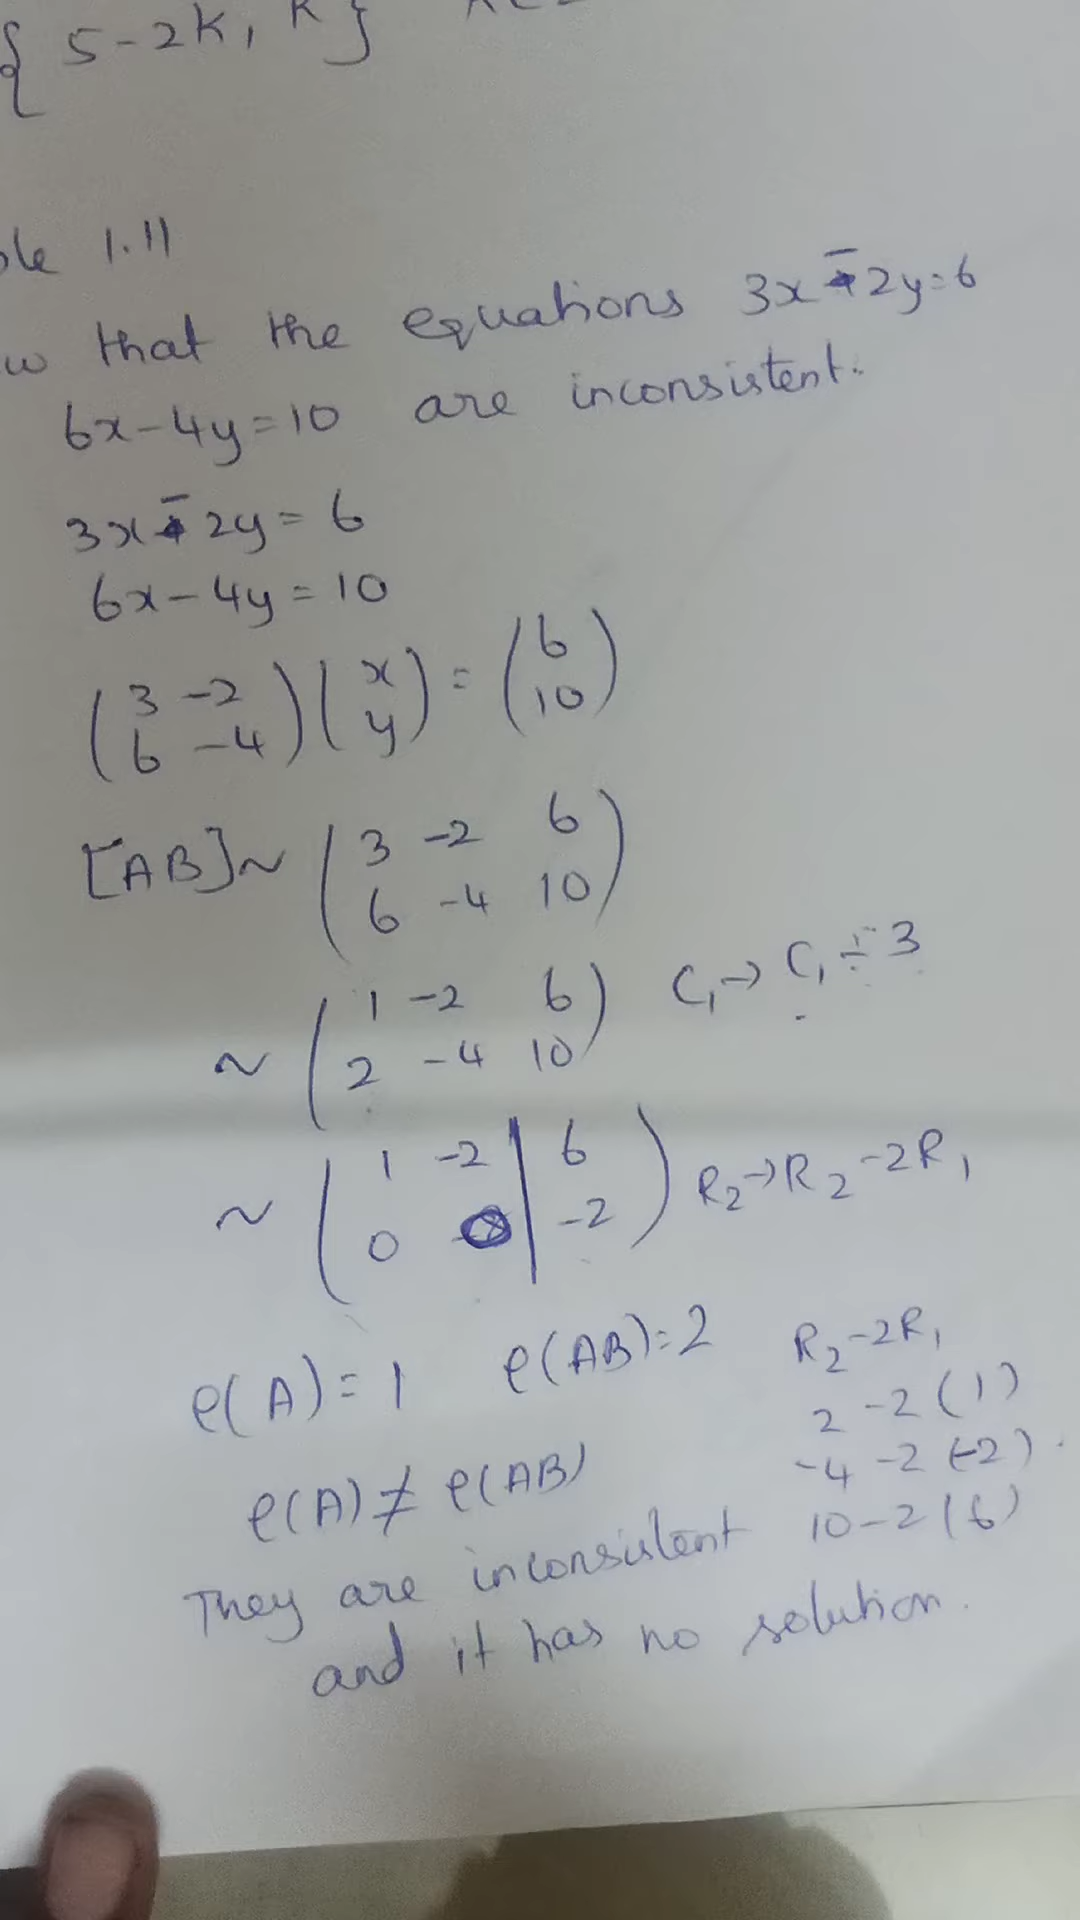 { 5-2K, K }
1.11
that the equations 3x-2y=6
6x-4y=10 are inconsistent.
3x-2y=6
6x-4y=10
(3 -2) (x) = (6)
(6 -4) (y) (10)
[AB]~ (3 -2 6)
(6 -4 10)
(1 -2 6) C₁→ C₁÷3
~ (2 -4 10)
(1 -2 | 6) R₂→R₂-2R₁
~ (0 0 | -2)
ρ(A)=1 ρ(AB)=2 R₂-2R₁
2-2(1)
ρ(A)≠ρ(AB) -4-2(-2)
They are inconsistent 10-2(6)
and it has no solution.